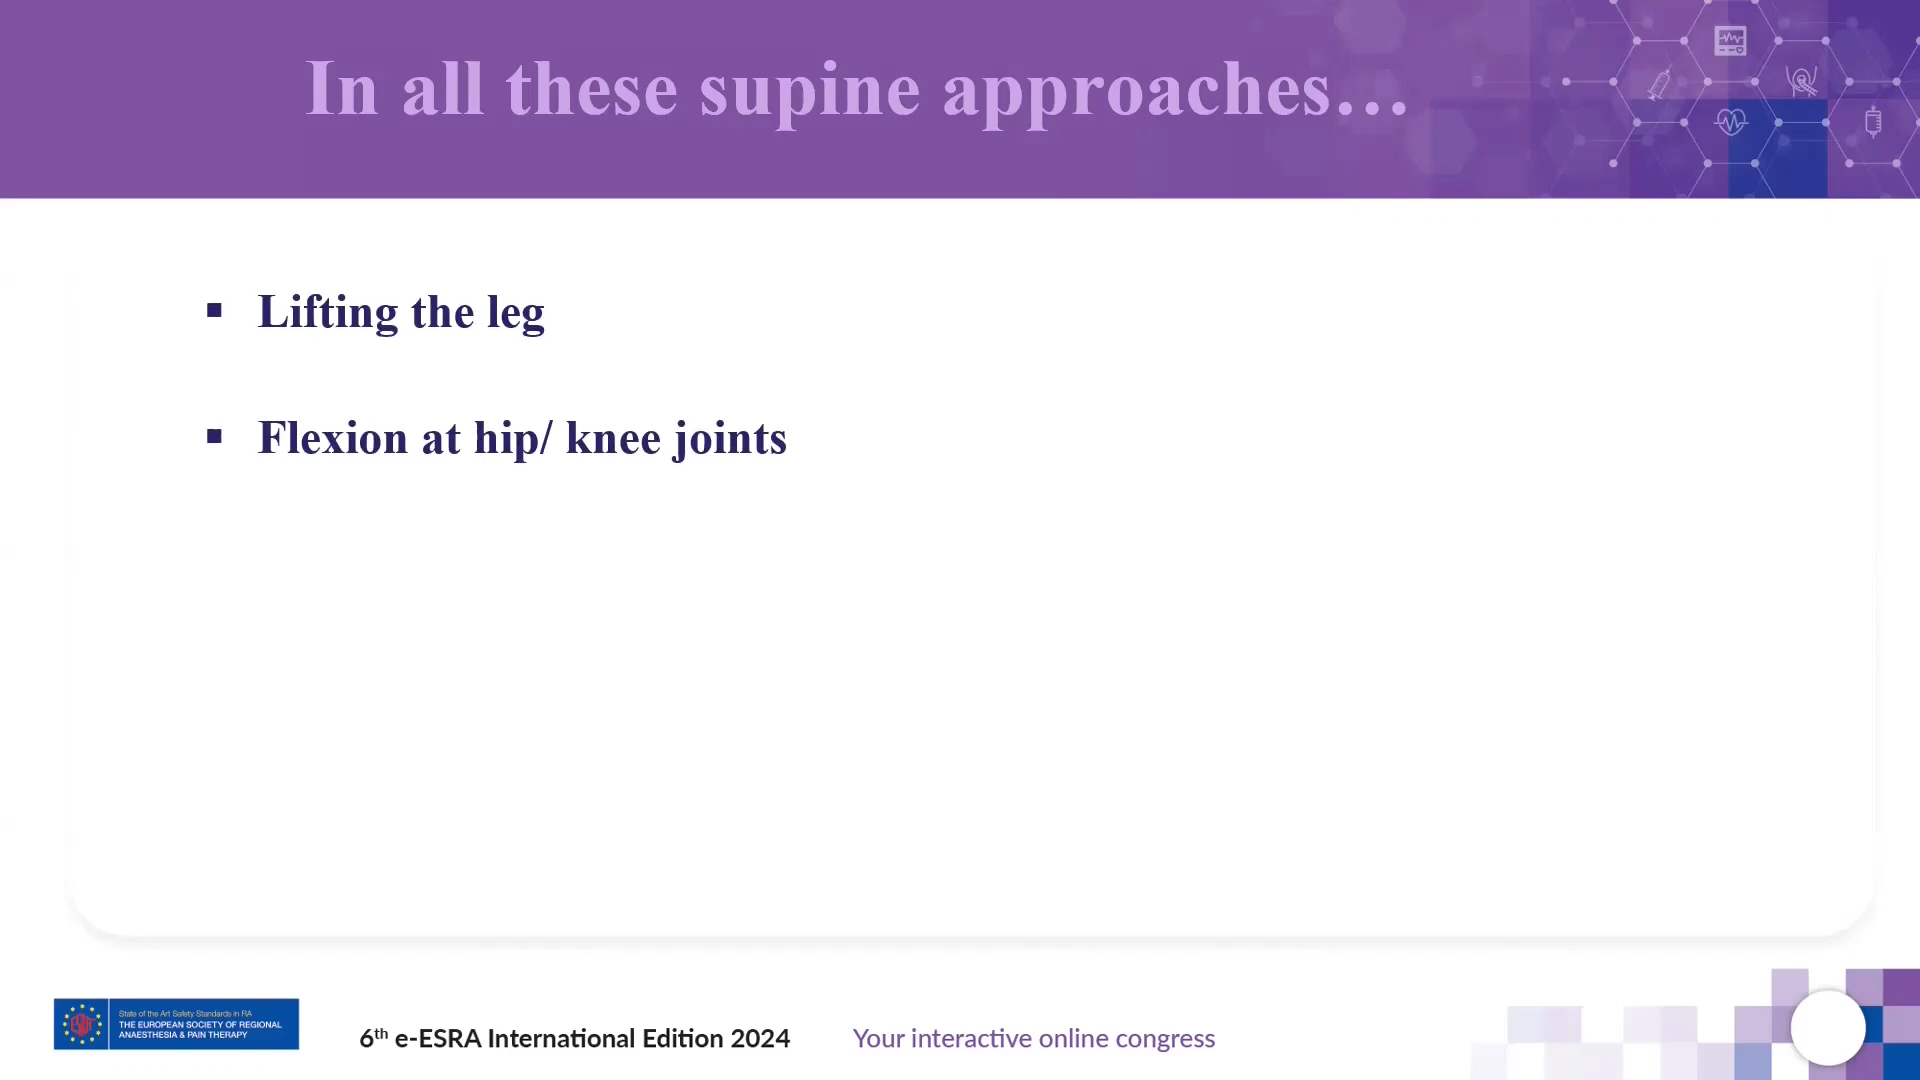 In all these supine approaches…
▪ Lifting the leg
▪ Flexion at hip/ knee joints
State of the Art Safety Standards in RA
THE EUROPEAN SOCIETY OF REGIONAL
ANAESTHESIA & PAIN THERAPY
6th e-ESRA International Edition 2024
Your interactive online congress